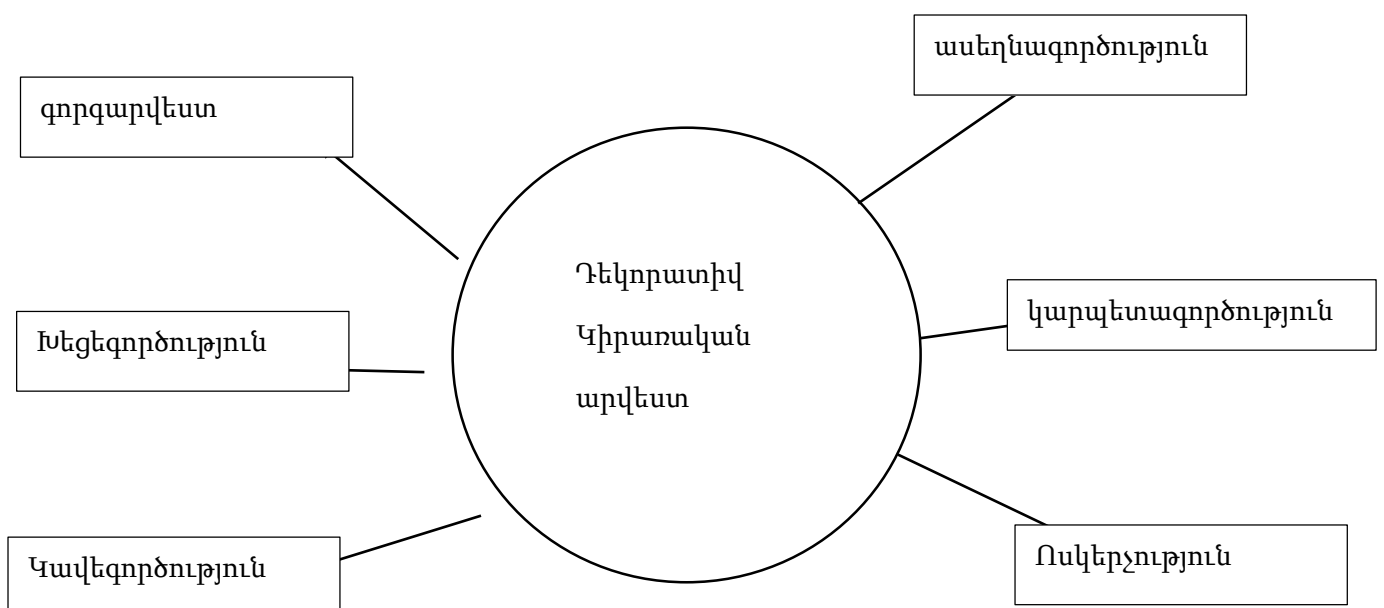 ասեղնագործություն
գորգարվեստ
Դեկորատիվ
Կիրառական
արվեստ
կարպետագործություն
Խեցեգործություն
Ոսկերչություն
Կավեգործություն